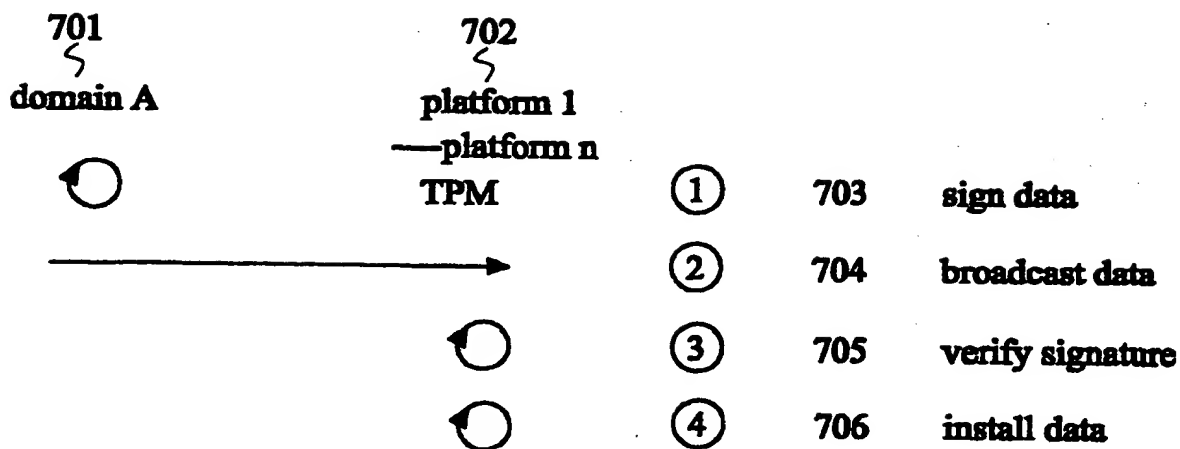 701 702
domain A platform 1
—platform n
TPM ① 703 sign data
② 704 broadcast data
③ 705 verify signature
④ 706 install data